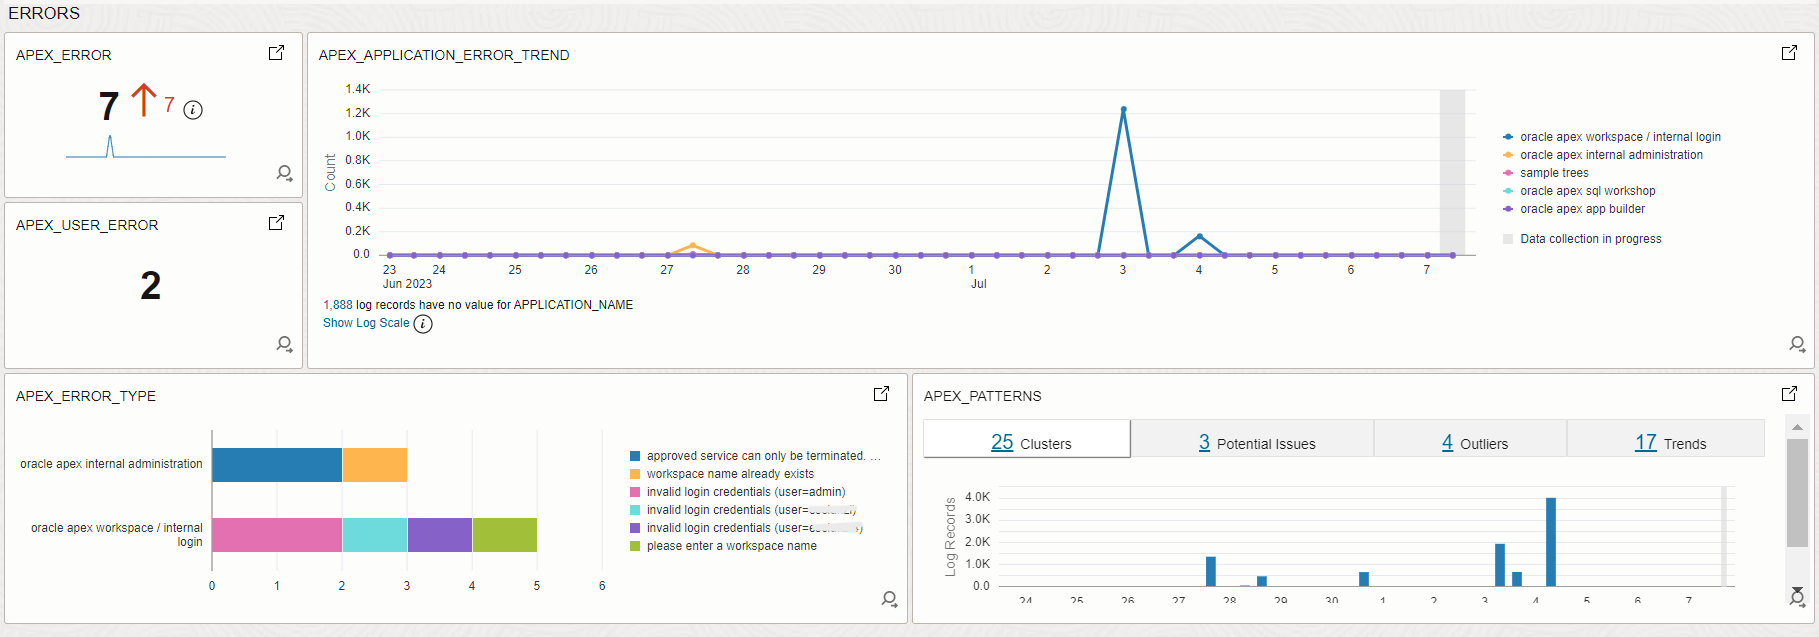 ERRORS
APEX_ERROR
7 7
APEX_USER_ERROR
2
APEX_APPLICATION_ERROR_TREND
Count
1.4K
1.2K
1.0K
0.8K
0.6K
0.4K
0.2K
0.0
23 24 25 26 27 28 29 30 1 2 3 4 5 6 7
Jun 2023 Jul
oracle apex workspace / internal login
oracle apex internal administration
sample trees
oracle apex sql workshop
oracle apex app builder
Data collection in progress
1,888 log records have no value for APPLICATION_NAME
Show Log Scale
APEX_ERROR_TYPE
oracle apex internal administration
oracle apex workspace / internal
login
0 1 2 3 4 5 6
approved service can only be terminated. ...
workspace name already exists
invalid login credentials (user=admin)
invalid login credentials (user=
invalid login credentials (user=
please enter a workspace name
APEX_PATTERNS
25 Clusters
3 Potential Issues
4 Outliers
17 Trends
Log Records
4.0K
3.0K
2.0K
1.0K
0.0
24 25 26 27 28 29 30 1 2 3 4 5 6 7